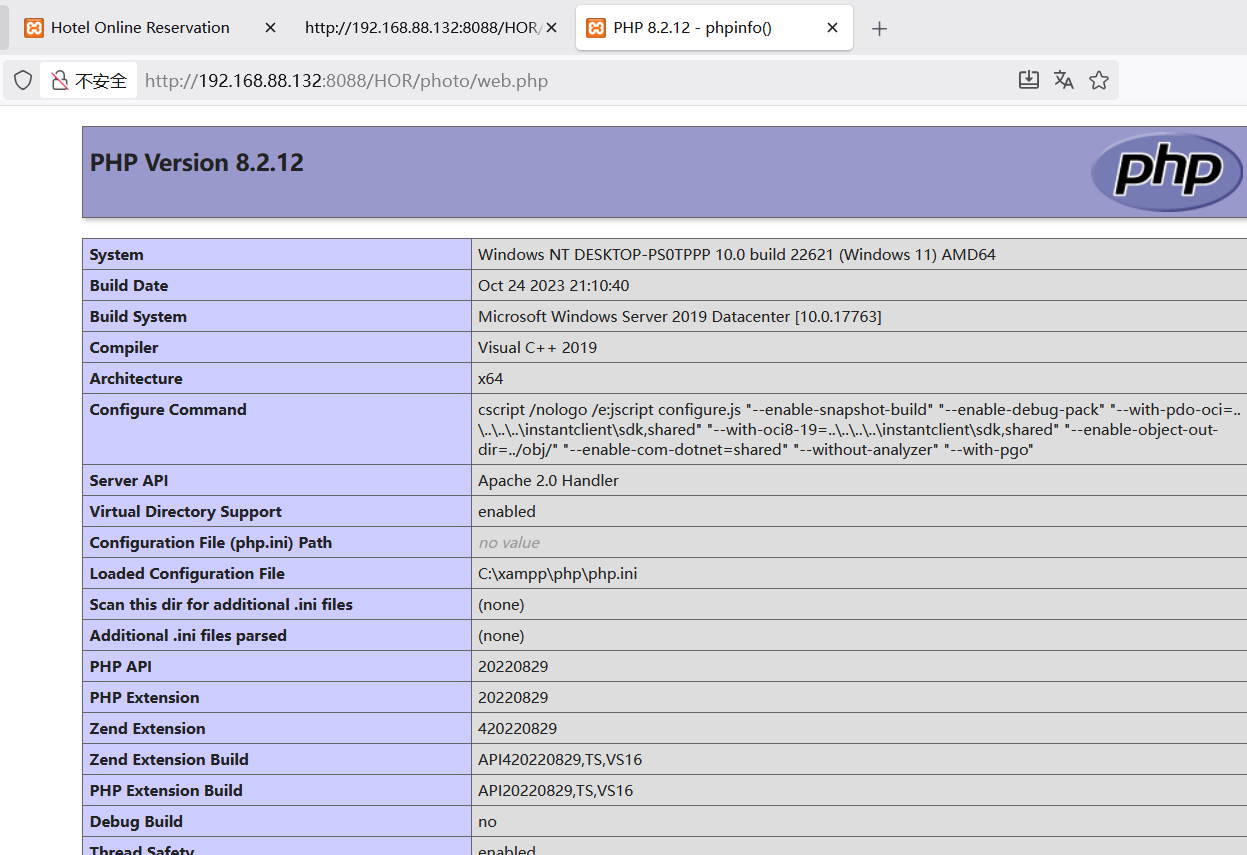 Hotel Online Reservation
http://192.168.88.132:8088/HOR/
PHP 8.2.12 - phpinfo()
不安全
http://192.168.88.132:8088/HOR/photo/web.php
PHP Version 8.2.12
php
System Windows NT DESKTOP-PS0TPPP 10.0 build 22621 (Windows 11) AMD64
Build Date Oct 24 2023 21:10:40
Build System Microsoft Windows Server 2019 Datacenter [10.0.17763]
Compiler Visual C++ 2019
Architecture x64
Configure Command cscript /nologo /e:jscript configure.js "--enable-snapshot-build" "--enable-debug-pack" "--with-pdo-oci=..
\..\..\..\instantclient\sdk,shared" "--with-oci8-19=..\..\..\..\instantclient\sdk,shared" "--enable-object-out-
dir=../obj/" "--enable-com-dotnet=shared" "--without-analyzer" "--with-pgo"
Server API Apache 2.0 Handler
Virtual Directory Support enabled
Configuration File (php.ini) Path no value
Loaded Configuration File C:\xampp\php\php.ini
Scan this dir for additional .ini files (none)
Additional .ini files parsed (none)
PHP API 20220829
PHP Extension 20220829
Zend Extension 420220829
Zend Extension Build API420220829,TS,VS16
PHP Extension Build API20220829,TS,VS16
Debug Build no
Thread Safety enabled